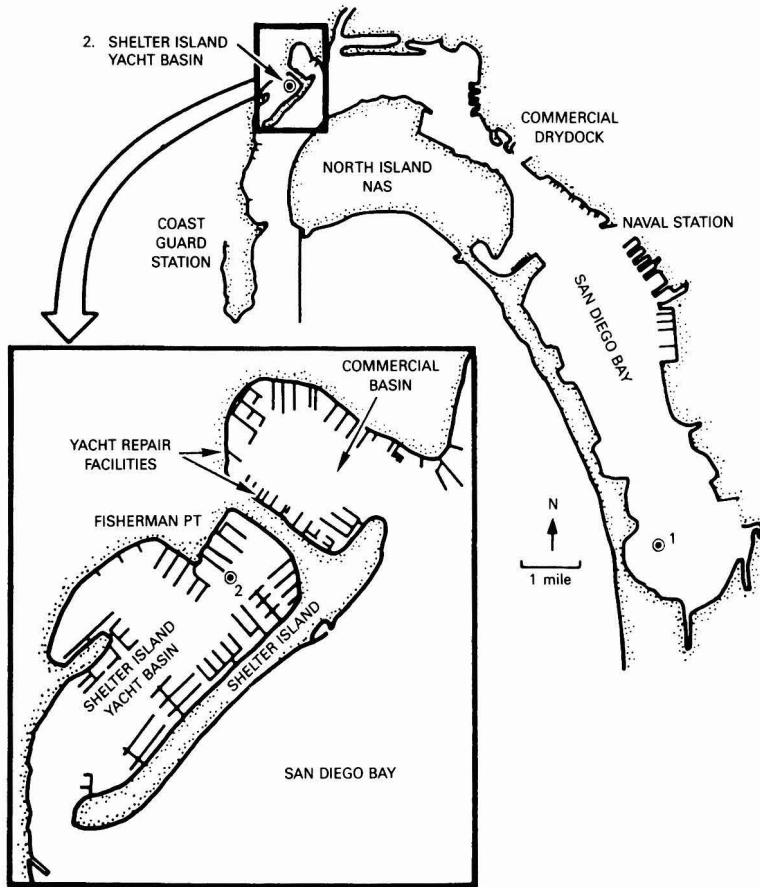 2. SHELTER ISLAND
YACHT BASIN
COMMERCIAL
DRYDOCK
NORTH ISLAND
NAS
NAVAL STATION
COAST
GUARD
STATION
SAN DIEGO
BAY
COMMERCIAL
BASIN
YACHT REPAIR
FACILITIES
FISHERMAN PT
2
SHELTER ISLAND
YACHT BASIN
SHELTER ISLAND
SAN DIEGO BAY
N
1 mile
1